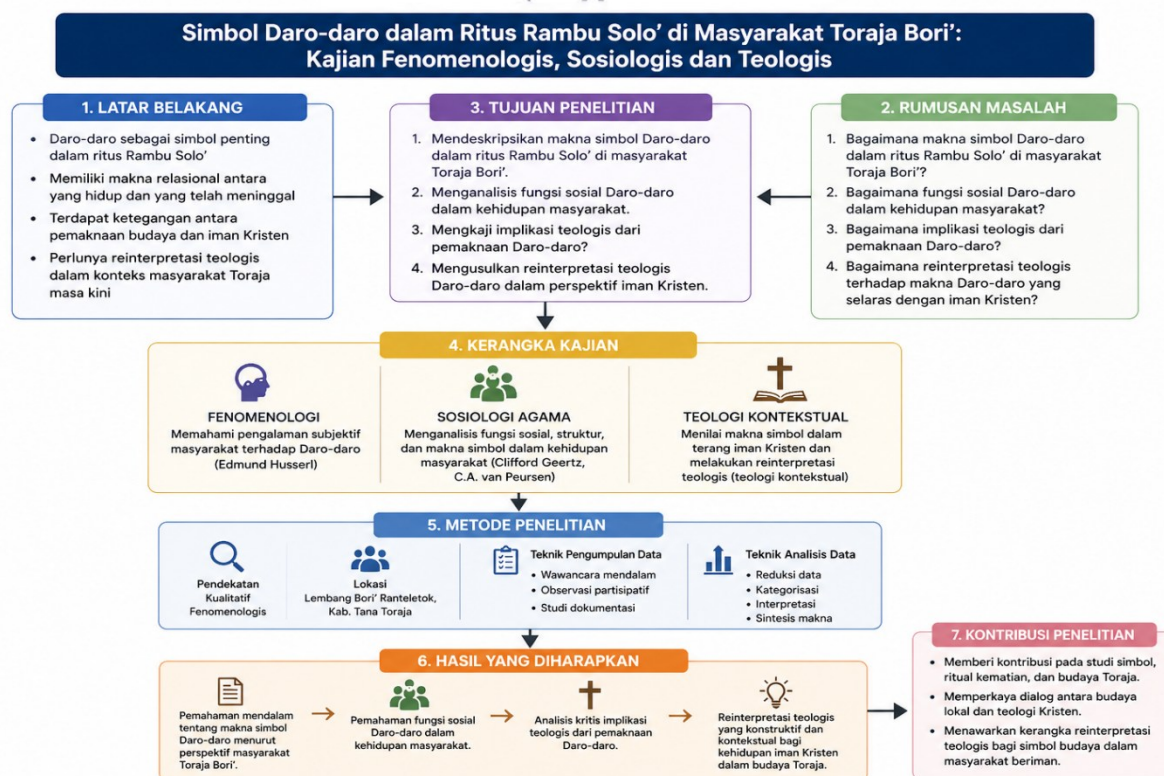 Simbol Daro-daro dalam Ritus Rambu Solo’ di Masyarakat Toraja Bori’:
Kajian Fenomenologis, Sosiologis dan Teologis
1. LATAR BELAKANG
• Daro-daro sebagai simbol penting
dalam ritus Rambu Solo’
• Memiliki makna relasional antara
yang hidup dan yang telah meninggal
• Terdapat ketegangan antara
pemaknaan budaya dan iman Kristen
• Perlunya reinterpretasi teologis
dalam konteks masyarakat Toraja
masa kini
3. TUJUAN PENELITIAN
1. Mendeskripsikan makna simbol Daro-daro
dalam ritus Rambu Solo’ di masyarakat
Toraja Bori’.
2. Menganalisis fungsi sosial Daro-daro
dalam kehidupan masyarakat.
3. Mengkaji implikasi teologis dari
pemaknaan Daro-daro?
4. Mengusulkan reinterpretasi teologis
Daro-daro dalam perspektif iman Kristen.
2. RUMUSAN MASALAH
1. Bagaimana makna simbol Daro-daro
dalam ritus Rambu Solo’ di masyarakat
Toraja Bori’?
2. Bagaimana fungsi sosial Daro-daro
dalam kehidupan masyarakat?
3. Bagaimana implikasi teologis dari
pemaknaan Daro-daro?
4. Bagaimana reinterpretasi teologis
terhadap makna Daro-daro yang
selaras dengan iman Kristen?
4. KERANGKA KAJIAN
FENOMENOLOGI
Memahami pengalaman subjektif
masyarakat terhadap Daro-daro
(Edmund Husserl)
SOSIOLOGI AGAMA
Menganalisis fungsi sosial, struktur,
dan makna simbol dalam kehidupan
masyarakat (Clifford Geertz,
C.A. van Peursen)
TEOLOGI KONTEKSTUAL
Menilai makna simbol dalam
terang iman Kristen dan
melakukan reinterpretasi
teologis (teologi kontekstual)
5. METODE PENELITIAN
Pendekatan
Kualitatif
Fenomenologis
Lokasi
Lembang Bori’ Ranteletok,
Kab. Tana Toraja
Teknik Pengumpulan Data
• Wawancara mendalam
• Observasi partisipatif
• Studi dokumentasi
Teknik Analisis Data
• Reduksi data
• Kategorisasi
• Interpretasi
• Sintesis makna
6. HASIL YANG DIHARAPKAN
Pemahaman mendalam
tentang makna simbol
Daro-daro menurut
perspektif masyarakat
Toraja Bori’.
Pemahaman fungsi sosial
Daro-daro dalam
kehidupan masyarakat.
Analisis kritis implikasi
teologis dari pemaknaan
Daro-daro.
Reinterpretasi teologis
yang konstruktif dan
kontekstual bagi
kehidupan iman Kristen
dalam budaya Toraja.
7. KONTRIBUSI PENELITIAN
• Memberi kontribusi pada studi simbol,
ritual kematian, dan budaya Toraja.
• Memperkaya dialog antara budaya
lokal dan teologi Kristen.
• Menawarkan kerangka reinterpretasi
teologis bagi simbol budaya dalam
masyarakat beriman.